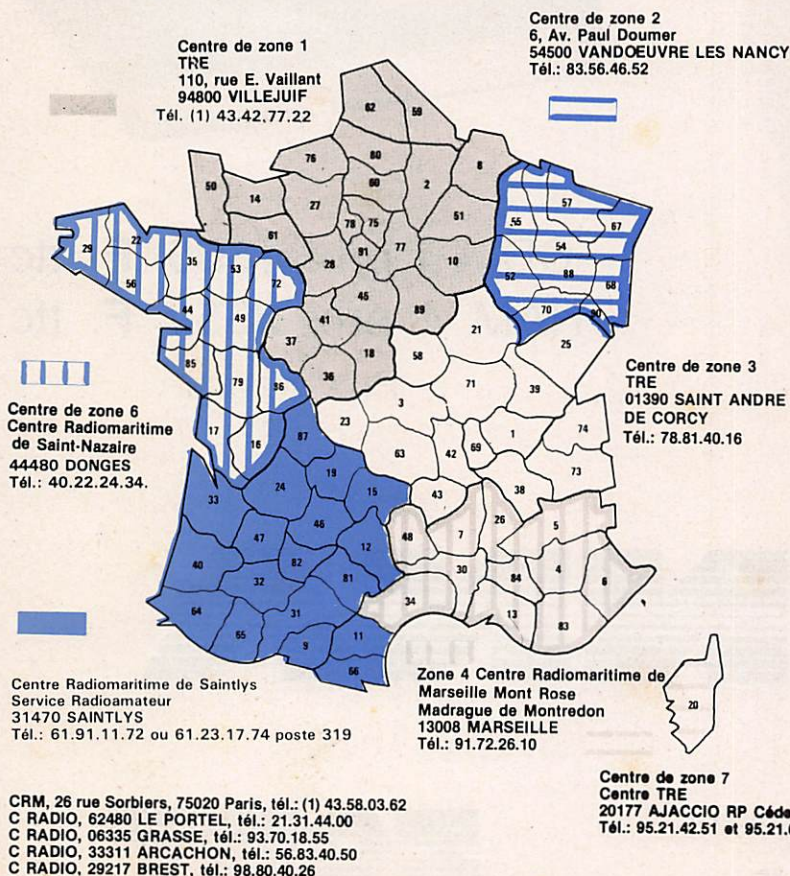 Centre de zone 1
TRE
110, rue E. Vaillant
94800 VILLEJUIF
Tél. (1) 43.42.77.22
Centre de zone 2
6, Av. Paul Doumer
54500 VANDOEUVRE LES NANCY
Tél.: 83.56.46.52
62
59
76
80
8
60
2
50
14
27
78
75
51
57
67
55
61
77
91
54
29
22
35
53
28
10
52
88
68
56
72
45
70
90
44
49
41
89
21
25
85
37
18
58
36
79
86
71
39
3
23
17
16
87
63
42
69
1
74
73
19
24
15
43
38
33
46
26
5
47
48
7
12
40
82
30
4
6
32
81
84
34
13
83
64
31
65
9
11
66
20
Centre de zone 3
TRE
01390 SAINT ANDRE
DE CORCY
Tél.: 78.81.40.16
Centre de zone 6
Centre Radiomaritime
de Saint-Nazaire
44480 DONGES
Tél.: 40.22.24.34.
Centre Radiomaritime de Saintlys
Service Radioamateur
31470 SAINTLYS
Tél.: 61.91.11.72 ou 61.23.17.74 poste 319
Zone 4 Centre Radiomaritime de
Marseille Mont Rose
Madrague de Montredon
13008 MARSEILLE
Tél.: 91.72.26.10
Centre de zone 7
Centre TRE
20177 AJACCIO RP Céde
Tél.: 95.21.42.51 et 95.21.
CRM, 26 rue Sorbiers, 75020 Paris, tél.: (1) 43.58.03.62
C RADIO, 62480 LE PORTEL, tél.: 21.31.44.00
C RADIO, 06335 GRASSE, tél.: 93.70.18.55
C RADIO, 33311 ARCACHON, tél.: 56.83.40.50
C RADIO, 29217 BREST, tél.: 98.80.40.26